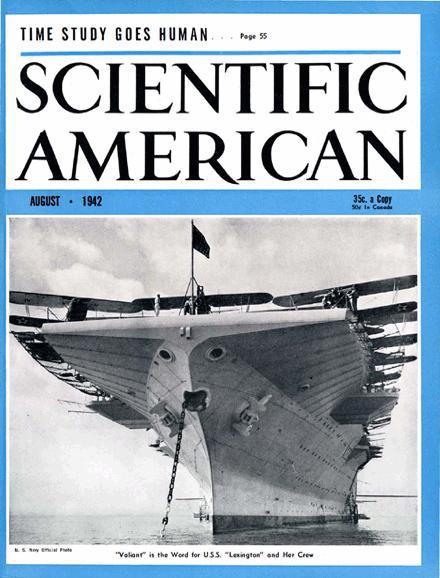 TIME STUDY GOES HUMAN . . . Page 55
SCIENTIFIC
AMERICAN
AUGUST • 1942
35c. a Copy
50c in Canada
U. S. Navy Official Photo
"Valiant" is the Word for U.S.S. "Lexington" and Her Crew